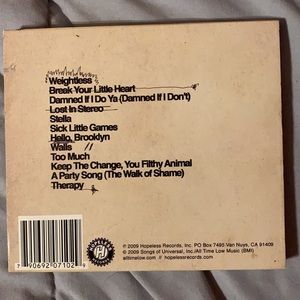 Weightless
Break Your Little Heart
Damned If I Do Ya (Damned If I Don't)
Lost In Stereo
Stella
Sick Little Games
Hello, Brooklyn
Walls //
Too Much
Keep The Change, You Filthy Animal
A Party Song (The Walk of Shame)
Therapy
℗ 2009 Hopeless Records, Inc. PO Box 7495 Van Nuys, CA 91409
© 2009 Songs of Universal, Inc./All Time Low Music (BMI)
alltimelow.com // hopelessrecords.com
7 90692 07102